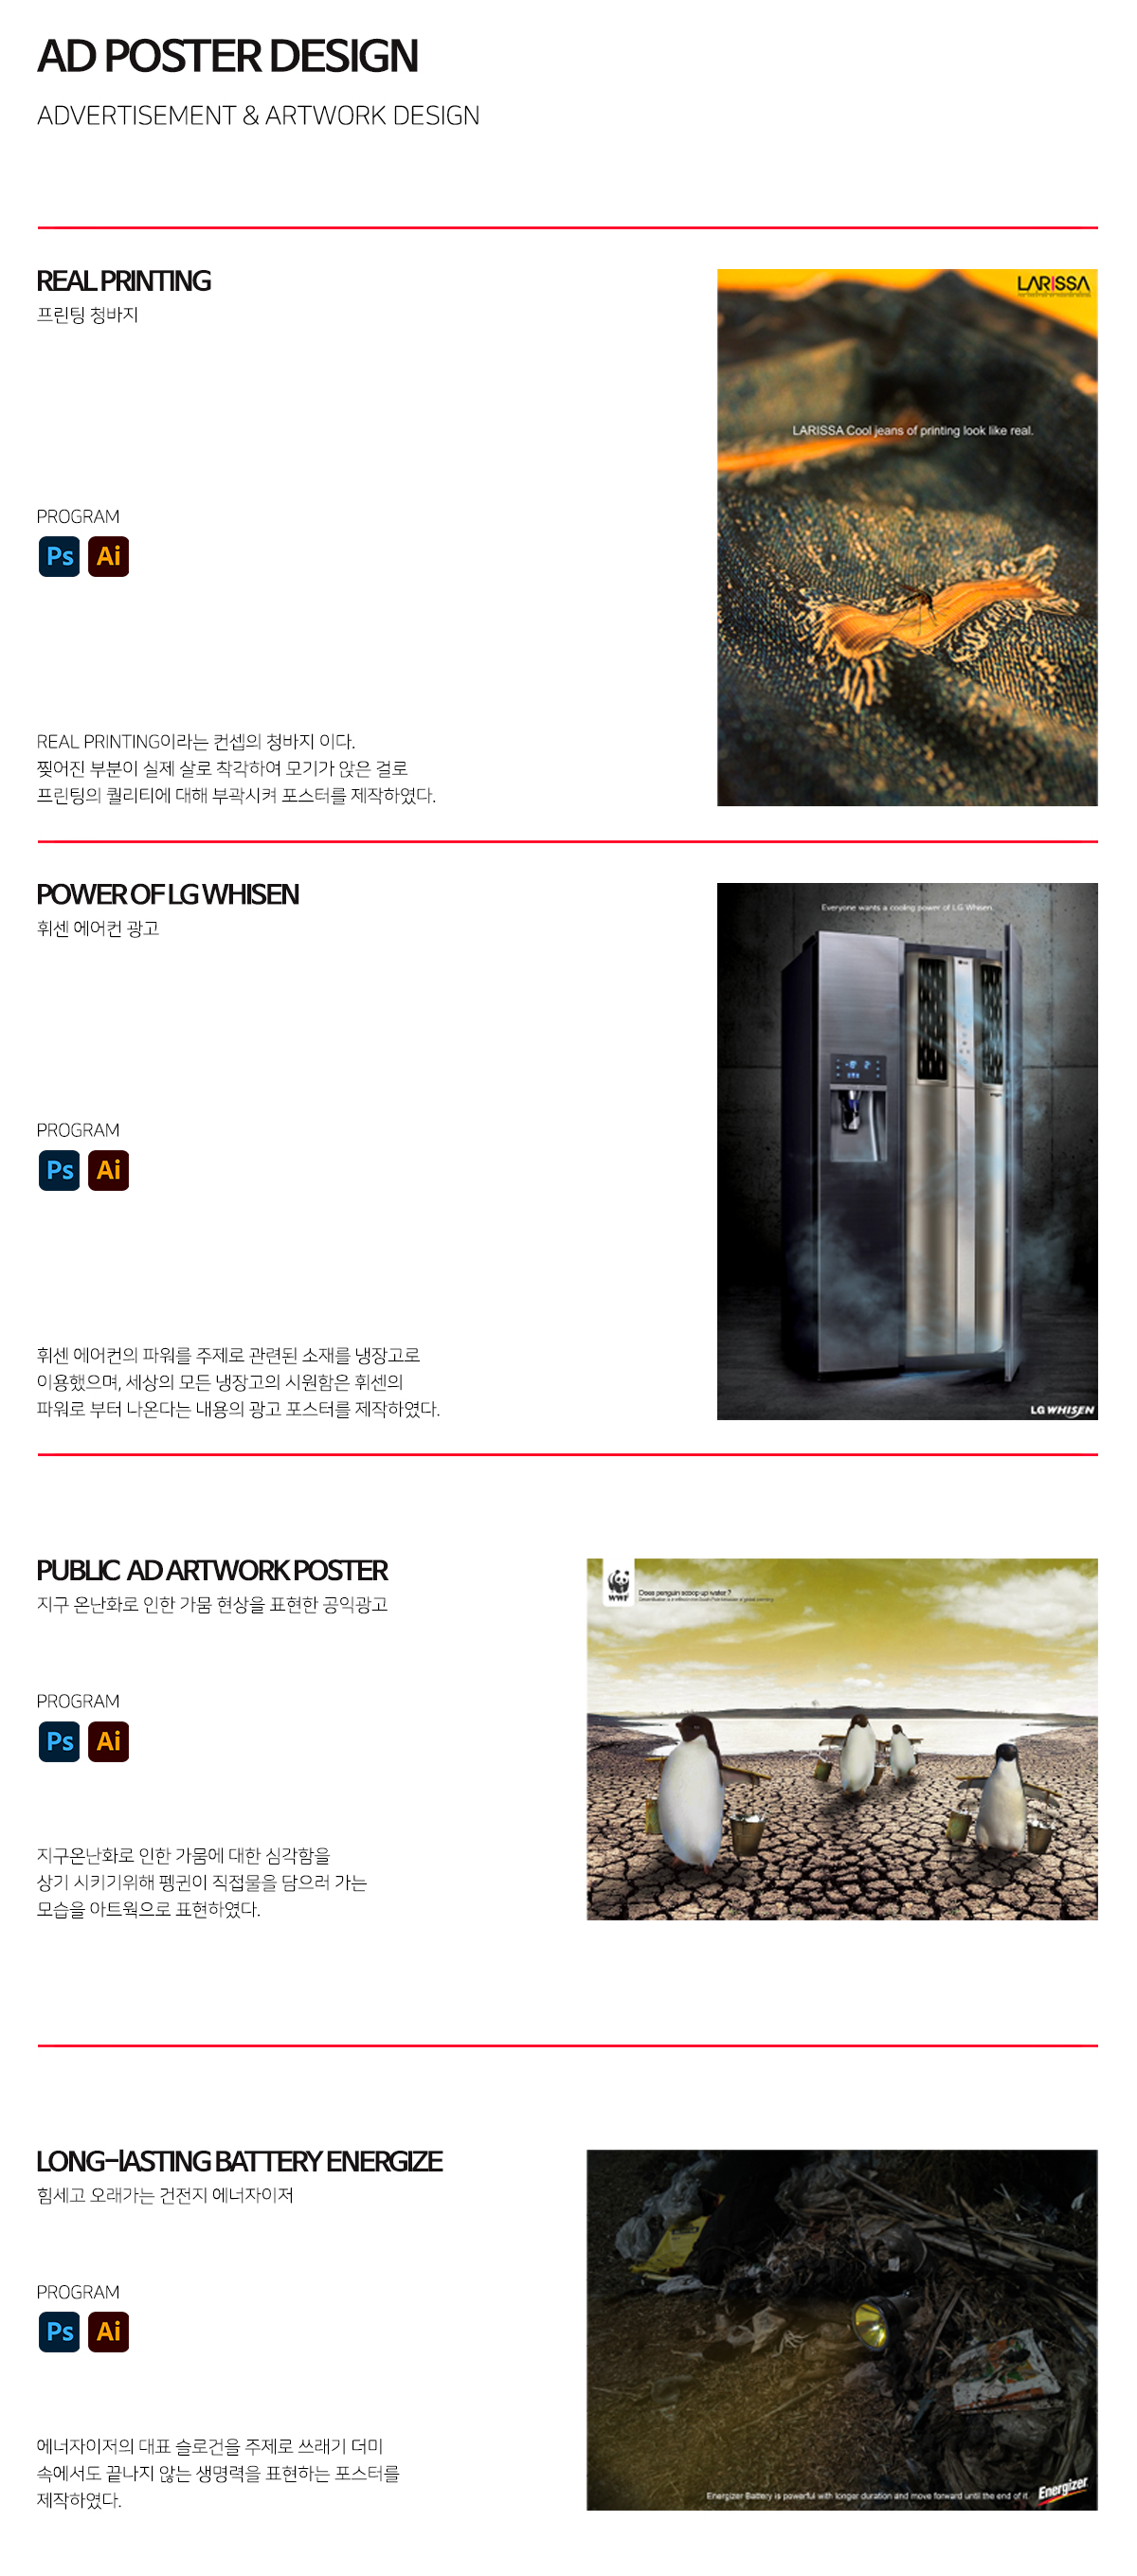 AD POSTER DESIGN
ADVERTISEMENT & ARTWORK DESIGN
REAL PRINTING
프린팅 청바지
PROGRAM
Ps Ai
REAL PRINTING이라는 컨셉의 청바지 이다.
찢어진 부분이 실제 살로 착각하여 모기가 앉은 걸로
프린팅의 퀄리티에 대해 부곽시켜 포스터를 제작하였다.
LARISSA
LARISSA Cool jeans of printing look like real.
POWER OF LG WHISEN
휘센 에어컨 광고
PROGRAM
Ps Ai
휘센 에어컨의 파워를 주제로 관련된 소재를 냉장고로
이용했으며, 세상의 모든 냉장고의 시원함은 휘센의
파워로 부터 나온다는 내용의 광고 포스터를 제작하였다.
Everyone wants a cooling power of LG Whisen.
LG WHISEN
PUBLIC AD ARTWORK POSTER
지구 온난화로 인한 가뭄 현상을 표현한 공익광고
PROGRAM
Ps Ai
지구온난화로 인한 가뭄에 대한 심각함을
상기 시키기위해 펭귄이 직접물을 담으러 가는
모습을 아트웍으로 표현하였다.
WWF
Does penguin scoop up water ?
LONG-lASTING BATTERY ENERGIZE
힘세고 오래가는 건전지 에너자이저
PROGRAM
Ps Ai
에너자이저의 대표 슬로건을 주제로 쓰래기 더미
속에서도 끝나지 않는 생명력을 표현하는 포스터를
제작하였다.
Energizer Battery is powerful with longer duration and move forward until the end of it.
Energizer